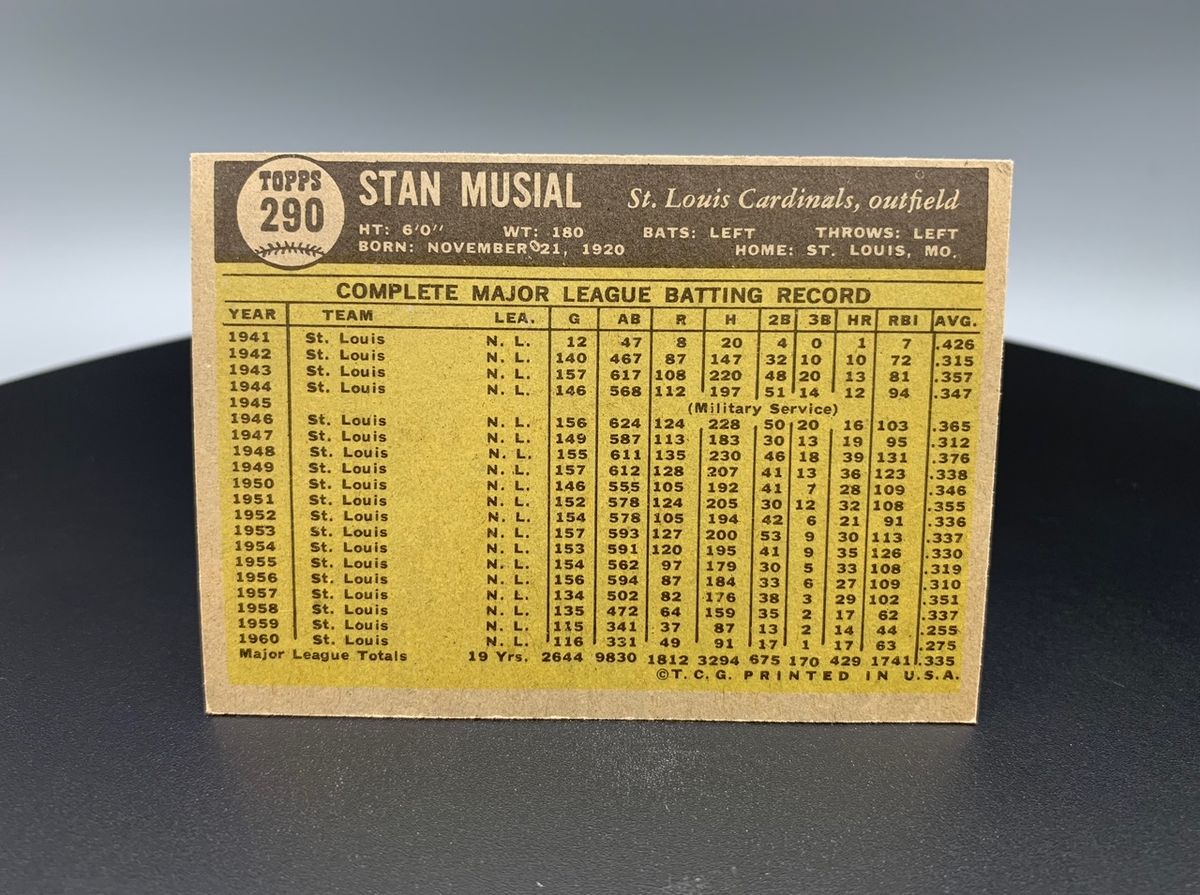 TOPPS
290
STAN MUSIAL St. Louis Cardinals, outfield
HT: 6'0" WT: 180 BATS: LEFT THROWS: LEFT
BORN: NOVEMBER 21, 1920 HOME: ST. LOUIS, MO.
COMPLETE MAJOR LEAGUE BATTING RECORD
YEAR TEAM LEA. G AB R H 2B 3B HR RBI AVG.
1941 St. Louis N. L. 12 47 8 20 4 0 1 7 .426
1942 St. Louis N. L. 140 467 87 147 32 10 10 72 .315
1943 St. Louis N. L. 157 617 108 220 48 20 13 81 .357
1944 St. Louis N. L. 146 568 112 197 51 14 12 94 .347
1945 (Military Service)
1946 St. Louis N. L. 156 624 124 228 50 20 16 103 .365
1947 St. Louis N. L. 149 587 113 183 30 13 19 95 .312
1948 St. Louis N. L. 155 611 135 230 46 18 39 131 .376
1949 St. Louis N. L. 157 612 128 207 41 13 36 123 .338
1950 St. Louis N. L. 146 555 105 192 41 7 28 109 .346
1951 St. Louis N. L. 152 578 124 205 30 12 32 108 .355
1952 St. Louis N. L. 154 578 105 194 42 6 21 91 .336
1953 St. Louis N. L. 157 593 127 200 53 9 30 113 .337
1954 St. Louis N. L. 153 591 120 195 41 9 35 126 .330
1955 St. Louis N. L. 154 562 97 179 30 5 33 108 .319
1956 St. Louis N. L. 156 594 87 184 33 6 27 109 .310
1957 St. Louis N. L. 134 502 82 176 38 3 29 102 .351
1958 St. Louis N. L. 135 472 64 159 35 2 17 62 .337
1959 St. Louis N. L. 115 341 37 87 13 2 14 44 .255
1960 St. Louis N. L. 116 331 49 91 17 1 17 63 .275
Major League Totals 19 Yrs. 2644 9830 1812 3294 675 170 429 1741 .335
©T. C. G. PRINTED IN U.S.A.